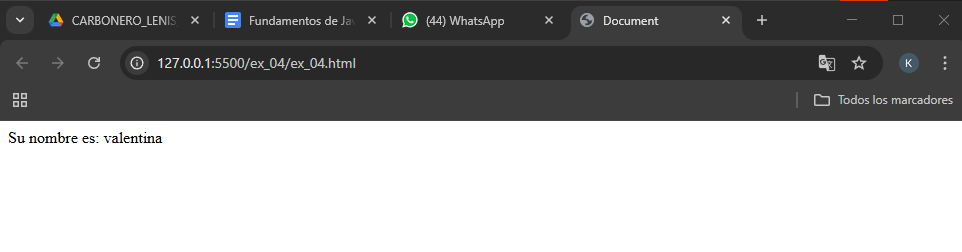 CARBONERO_LENIS
Fundamentos de Jav
(44) WhatsApp
Document
127.0.0.1:5500/ex_04/ex_04.html
K
Todos los marcadores
Su nombre es: valentina